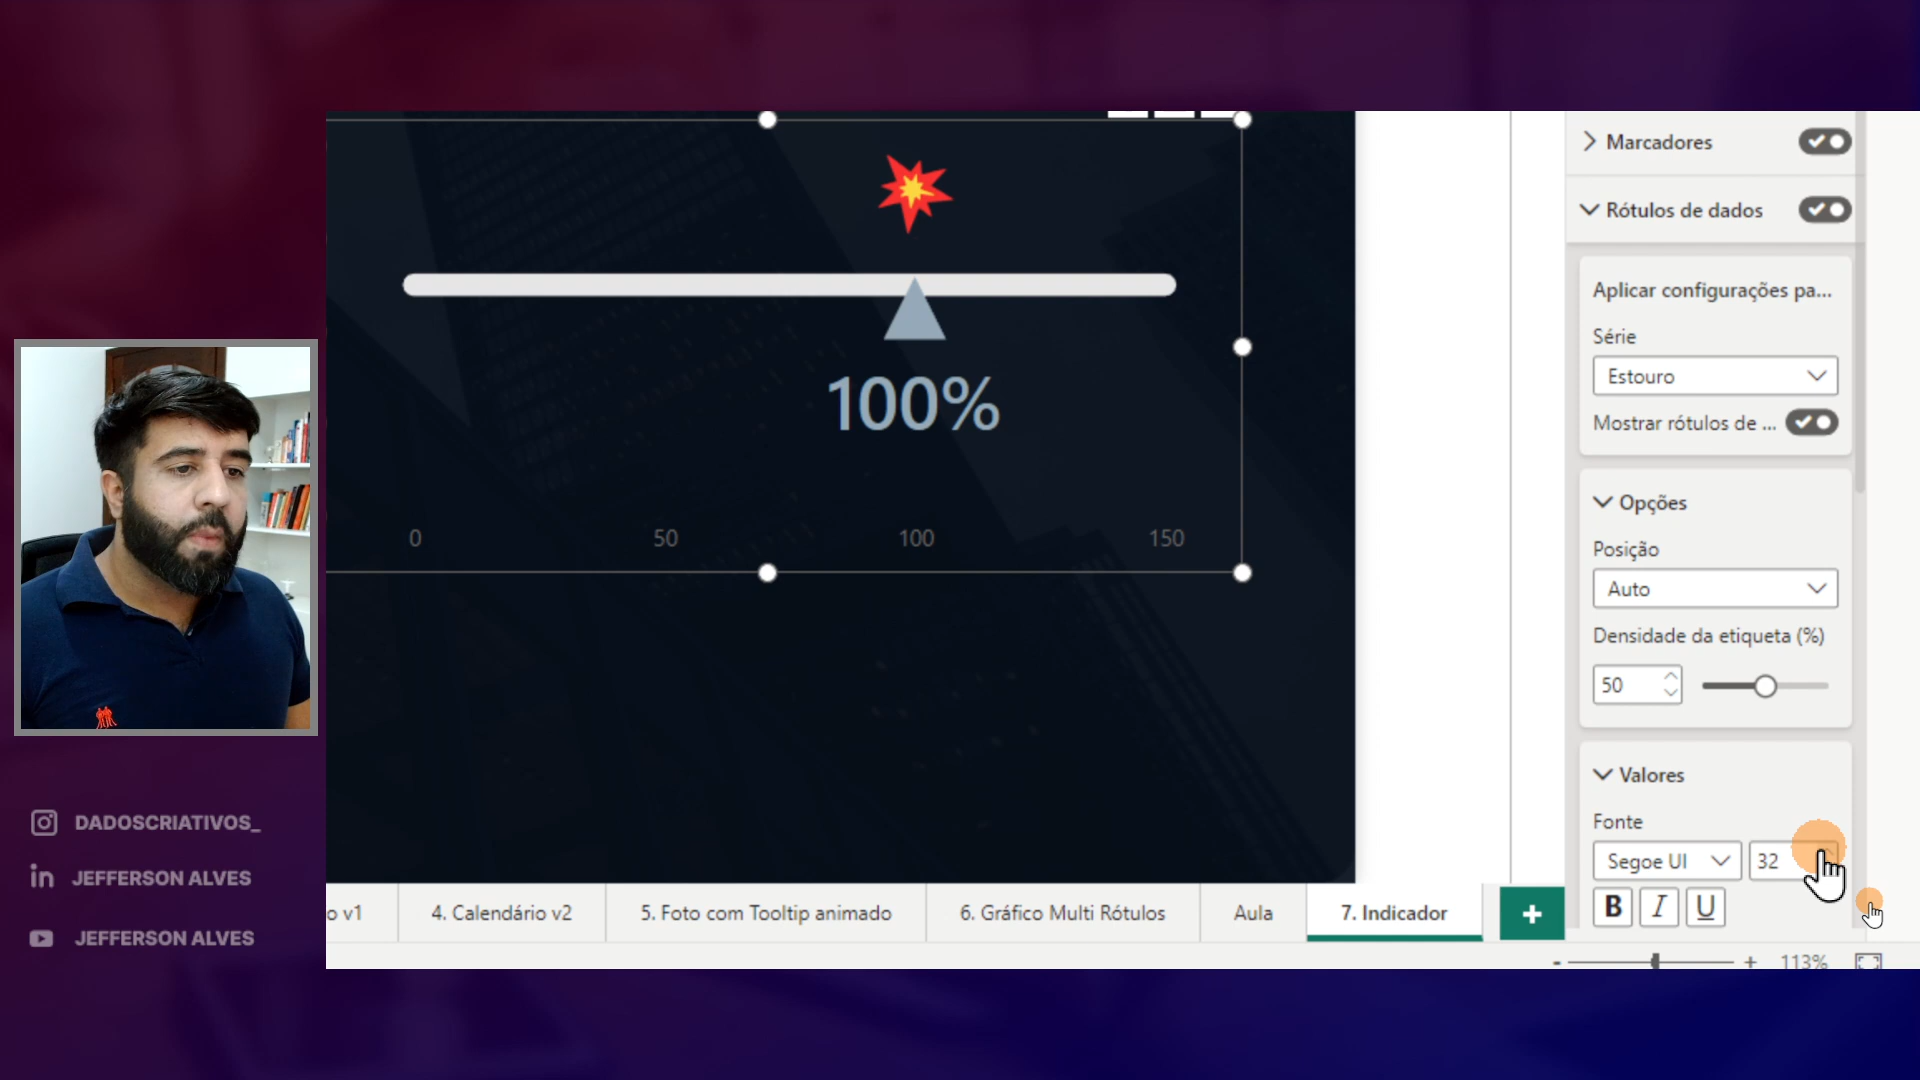 Marcadores
Rótulos de dados
Aplicar configurações pa...
Série
Estouro
Mostrar rótulos de ...
Opções
Posição
Auto
Densidade da etiqueta (%)
50
Valores
Fonte
Segoe UI 32
B I U
100%
0 50 100 150
o v1 4. Calendário v2 5. Foto com Tooltip animado 6. Gráfico Multi Rótulos Aula 7. Indicador +
- + 113%
DADOSCRIATIVOS_
in JEFFERSON ALVES
JEFFERSON ALVES